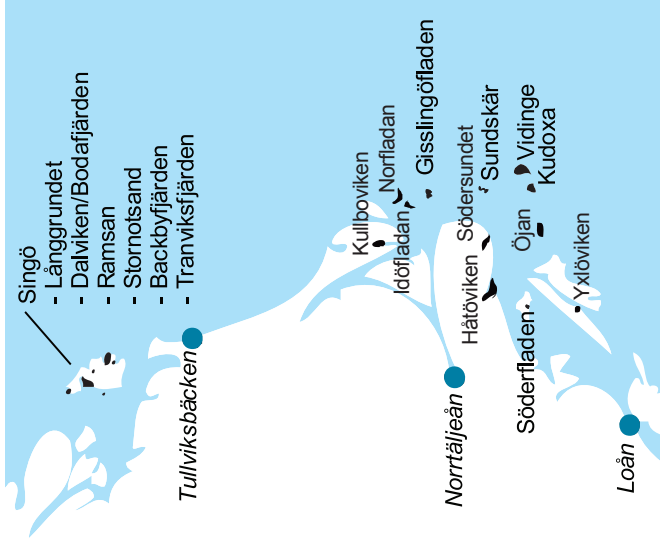 Singö
- Långgrundet
- Dalviken/Bodafjärden
- Ramsan
- Stornotsand
- Backbyfjärden
- Tranviksfjärden
Tullviksbäcken
Kullboviken
Norfladan
Idöfladan
Gisslingöfladen
Norrtäljeån
Håtöviken
Södersundet
Sundskär
Söderfladen
Öjan
Vidinge
Kudoxa
Yxlöviken
Loån